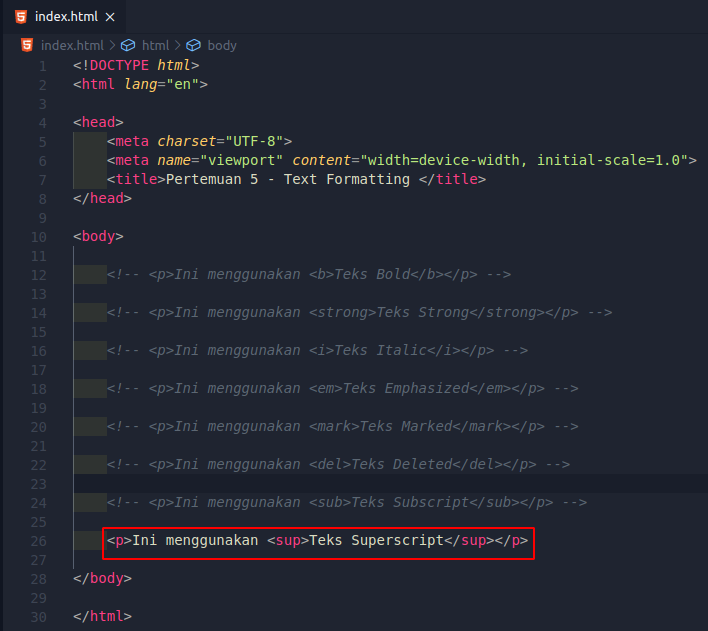 index.html ×
index.html > html > body
1 <!DOCTYPE html>
2 <html lang="en">
3
4 <head>
5 <meta charset="UTF-8">
6 <meta name="viewport" content="width=device-width, initial-scale=1.0">
7 <title>Pertemuan 5 - Text Formatting </title>
8 </head>
9
10 <body>
11
12 <!-- <p>Ini menggunakan <b>Teks Bold</b></p> -->
13
14 <!-- <p>Ini menggunakan <strong>Teks Strong</strong></p> -->
15
16 <!-- <p>Ini menggunakan <i>Teks Italic</i></p> -->
17
18 <!-- <p>Ini menggunakan <em>Teks Emphasized</em></p> -->
19
20 <!-- <p>Ini menggunakan <mark>Teks Marked</mark></p> -->
21
22 <!-- <p>Ini menggunakan <del>Teks Deleted</del></p> -->
23
24 <!-- <p>Ini menggunakan <sub>Teks Subscript</sub></p> -->
25
26 <p>Ini menggunakan <sup>Teks Superscript</sup></p>
27
28 </body>
29
30 </html>